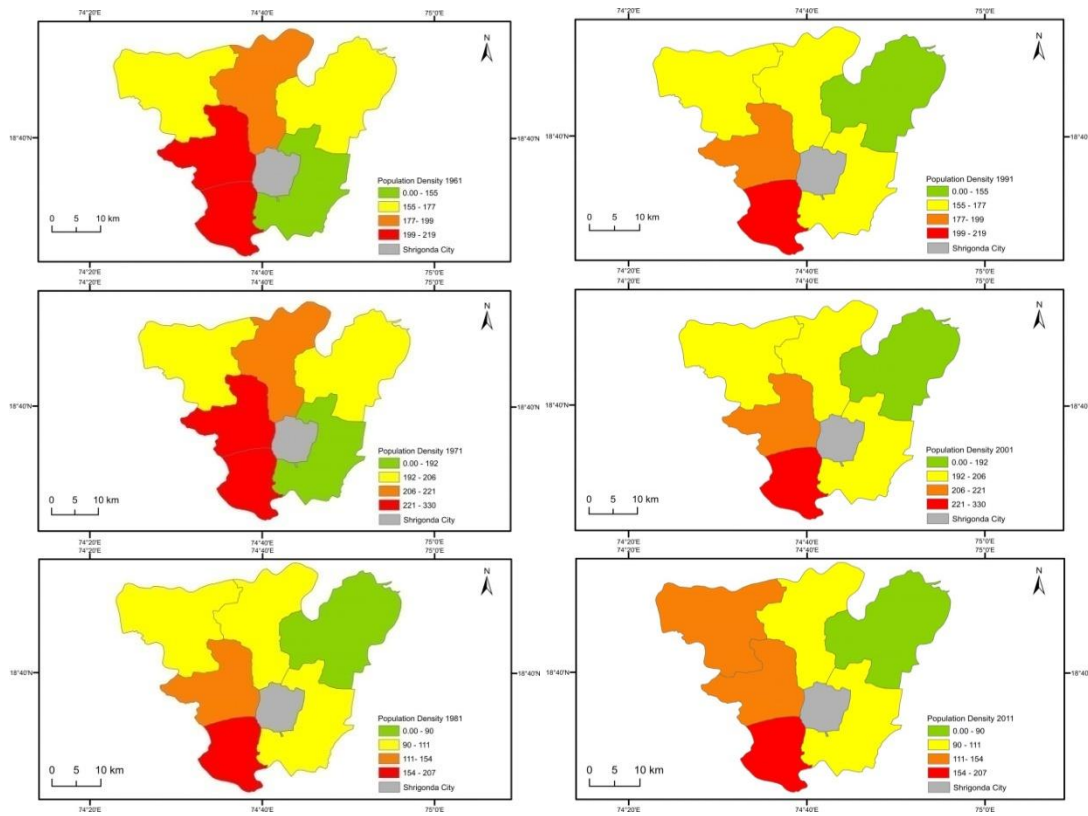 74°20'E 74°40'E 75°0'E
N
18°40'N
Population Density 1961
0.00 - 155
155 - 177
177- 199
199 - 219
Shrigonda City
0 5 10 km
74°20'E 74°40'E 75°0'E
74°20'E 74°40'E 75°0'E
N
18°40'N
18°40
Population Density 1991
0.00 - 155
155 - 177
177- 199
199 - 219
Shrigonda City
0 5 10 km
74°20'E 74°40'E 75°0'E
N
18°40'N
Population Density 1971
0.00 - 192
192 - 206
206 - 221
221 - 330
Shrigonda City
0 5 10 km
74°20'E 74°40'E 75°0'E
N
18°40'N
18°40
Population Density 2001
0.00 - 192
192 - 206
206 - 221
221 - 330
Shrigonda City
0 5 10 km
74°20'E 74°40'E 75°0'E
N
18°40'N
Population Density 1981
0.00 - 90
90 - 111
111- 154
154 - 207
Shrigonda City
0 5 10 km
74°20'E 74°40'E 75°0'E
N
18°40'N
18°40
Population Density 2011
0.00 - 90
90 - 111
111- 154
154 - 207
Shrigonda City
0 5 10 km
74°20'E 74°40'E 75°0'E